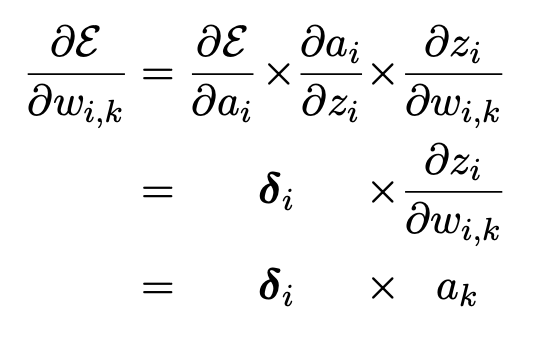 ∂ℰ/∂w_{i,k} = ∂ℰ/∂a_i × ∂a_i/∂z_i × ∂z_i/∂w_{i,k}
= 𝜹_i × ∂z_i/∂w_{i,k}
= 𝜹_i × a_k